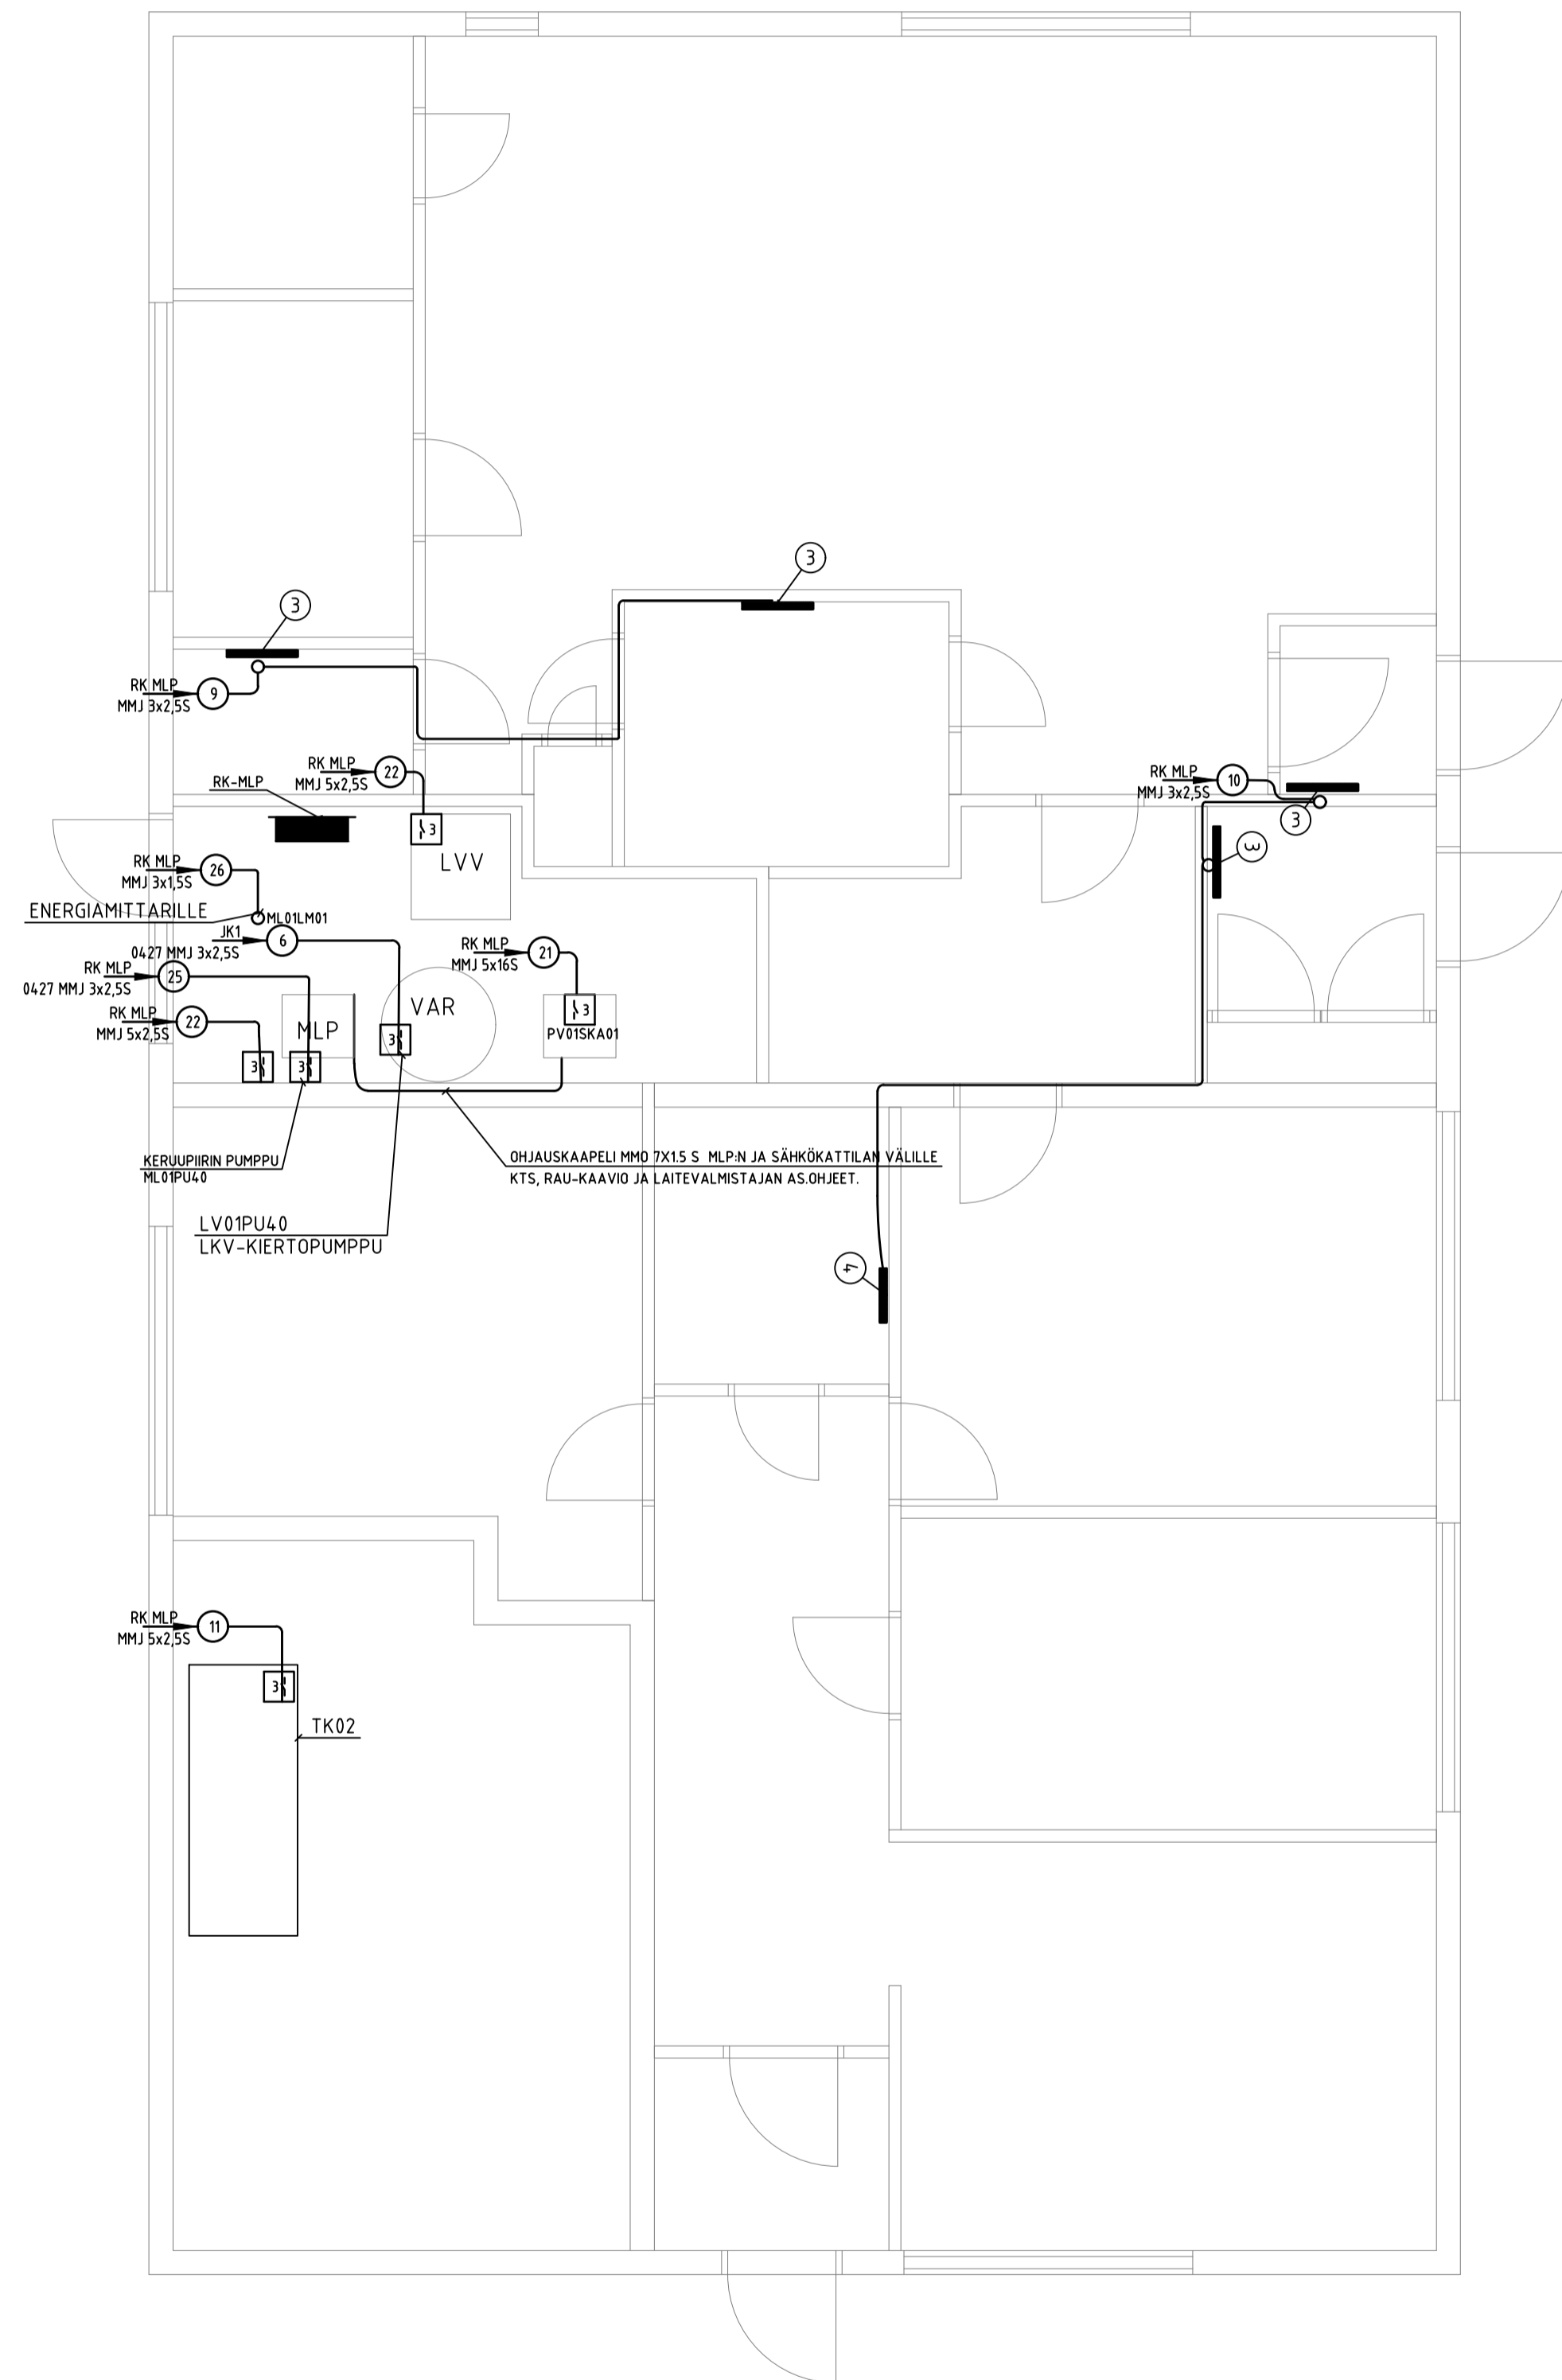 3
3
RK MLP
9
MMJ 3x2,5S
RK MLP
22
MMJ 5x2,5S
RK-MLP
RK MLP
10
MMJ 3x2,5S
3
3
3
LVV
RK MLP
26
MMJ 3x1,5S
ENERGIAMITTARILLE
ML01LM01
JK1
6
0427 MMJ 3x2,5S
RK MLP
21
MMJ 5x16S
RK MLP
25
0427 MMJ 3x2,5S
RK MLP
22
MMJ 5x2,5S
MLP
VAR
3
PV01SKA01
3
3
3
KERUUPIIRIN PUMPPU
ML01PU40
OHJAUSKAAPELI MMO 7X1.5 S MLP:N JA SÄHKÖKATTILAN VÄLILLE
KTS, RAU-KAAVIO JA LAITEVALMISTAJAN AS.OHJEET.
LV01PU40
LKV-KIERTOPUMPPU
4
RK MLP
11
MMJ 5x2,5S
3
TK02